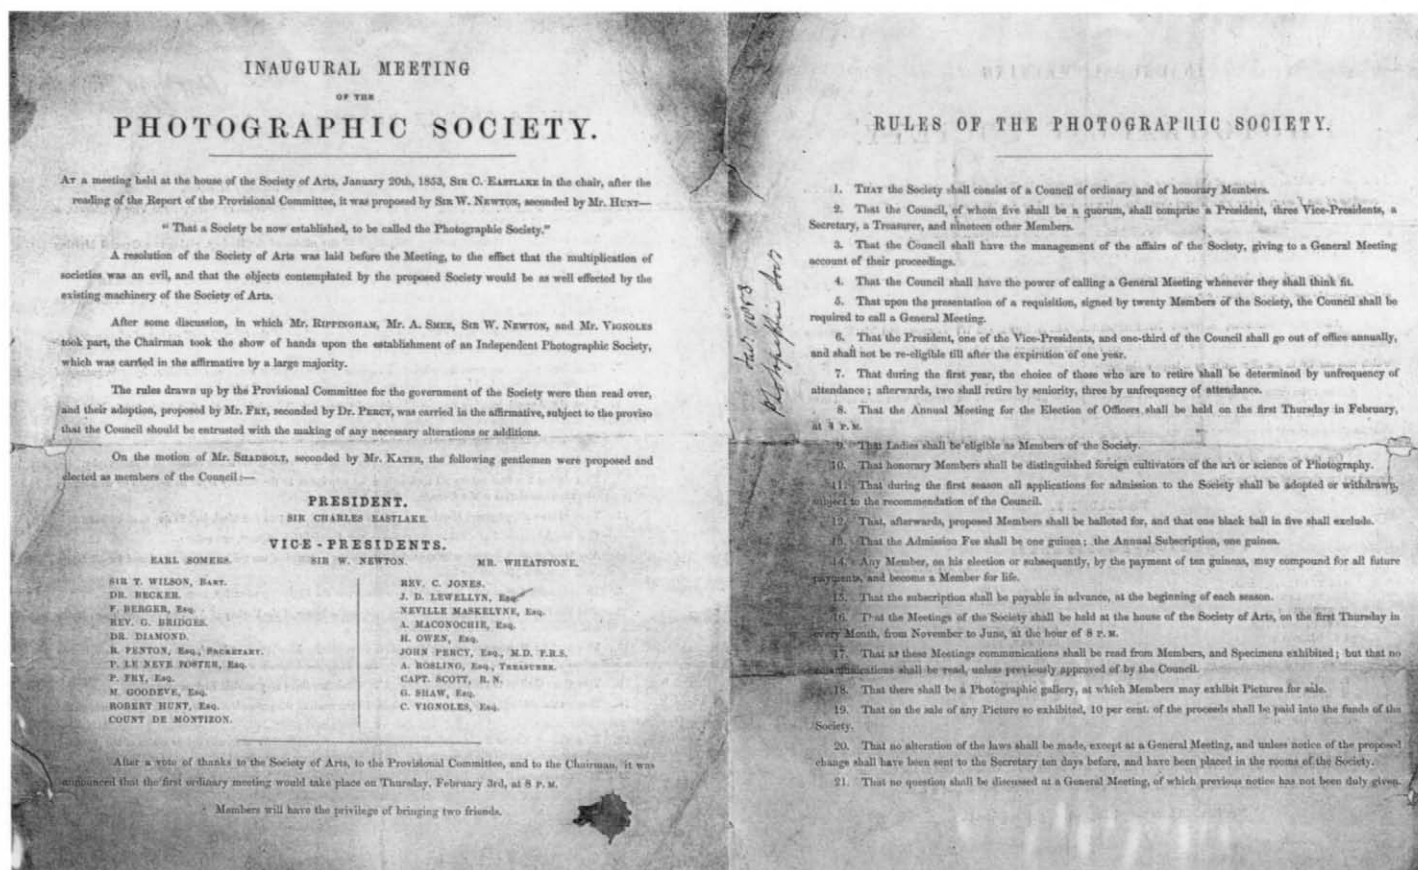 INAUGURAL MEETING
OF THE
PHOTOGRAPHIC SOCIETY.
AT a meeting held at the house of the Society of Arts, January 20th, 1853, SIR C. EASTLAKE in the chair, after the
reading of the Report of the Provisional Committee, it was proposed by SIR W. NEWTON, seconded by MR. HUNT—
"That a Society be now established, to be called the Photographic Society."
A resolution of the Society of Arts was laid before the Meeting, to the effect that the multiplication of
societies was an evil, and that the objects contemplated by the proposed Society would be as well effected by the
existing machinery of the Society of Arts.
After some discussion, in which MR. RIPPINGHAM, MR. A. SMEE, SIR W. NEWTON, and MR. VIGNOLES
took part, the Chairman took the show of hands upon the establishment of an Independent Photographic Society,
which was carried in the affirmative by a large majority.
The rules drawn up by the Provisional Committee for the government of the Society were then read over,
and their adoption, proposed by MR. FRY, seconded by DR. PERCY, was carried in the affirmative, subject to the proviso
that the Council should be entrusted with the making of any necessary alterations or additions.
On the motion of MR. SHADBOLT, seconded by MR. KATER, the following gentlemen were proposed and
elected as members of the Council:—
PRESIDENT.
SIR CHARLES EASTLAKE.
VICE-PRESIDENTS.
EARL SOMERS. SIR W. NEWTON. MR. WHEATSTONE.
SIR T. WILSON, BART.
DR. BECKER.
F. BERGER, Esq.
REV. G. BRIDGES.
DR. DIAMOND.
R. FENTON, Esq., SECRETARY.
P. LE NEVE FOSTER, Esq.
P. FRY, Esq.
M. GOODEVE, Esq.
ROBERT HUNT, Esq.
COUNT DE MONTIZON.
REV. C. JONES.
J. D. LEWELLYN, Esq.
NEVILLE MASKELYNE, Esq.
A. MACONOCHIE, Esq.
H. OWEN, Esq.
JOHN PERCY, Esq., M.D. F.R.S.
A. ROSLING, Esq., TREASURER.
CAPT. SCOTT, R.N.
G. SHAW, Esq.
C. VIGNOLES, Esq.
After a vote of thanks to the Society of Arts, to the Provisional Committee, and to the Chairman, it was
announced that the first ordinary meeting would take place on Thursday, February 3rd, at 8 P.M.
Members will have the privilege of bringing two friends.
1853
RULES OF THE PHOTOGRAPHIC SOCIETY.
1. THAT the Society shall consist of a Council of ordinary and of honorary Members.
2. That the Council, of whom five shall be a quorum, shall comprise a President, three Vice-Presidents, a
Secretary, a Treasurer, and nineteen other Members.
3. That the Council shall have the management of the affairs of the Society, giving to a General Meeting
account of their proceedings.
4. That the Council shall have the power of calling a General Meeting whenever they shall think fit.
5. That upon the presentation of a requisition, signed by twenty Members of the Society, the Council shall be
required to call a General Meeting.
6. That the President, one of the Vice-Presidents, and one-third of the Council shall go out of office annually,
and shall not be re-eligible till after the expiration of one year.
7. That during the first year, the choice of those who are to retire shall be determined by unfrequency of
attendance; afterwards, two shall retire by seniority, three by unfrequency of attendance.
8. That the Annual Meeting for the Election of Officers shall be held on the first Thursday in February,
at 4 P.M.
9. That Ladies shall be eligible as Members of the Society.
10. That honorary Members shall be distinguished foreign cultivators of the art or science of Photography.
11. That during the first season all applications for admission to the Society shall be adopted or withdrawn,
subject to the recommendation of the Council.
12. That, afterwards, proposed Members shall be balloted for, and that one black ball in five shall exclude.
13. That the Admission Fee shall be one guinea; the Annual Subscription, one guinea.
14. Any Member, on his election or subsequently, by the payment of ten guineas, may compound for all future
payments, and become a Member for life.
15. That the subscription shall be payable in advance, at the beginning of each season.
16. That the Meetings of the Society shall be held at the house of the Society of Arts, on the first Thursday in
every Month, from November to June, at the hour of 8 P.M.
17. That at these Meetings communications shall be read from Members, and Specimens exhibited; but that no
communications shall be read, unless previously approved of by the Council.
18. That there shall be a Photographic gallery, at which Members may exhibit Pictures for sale.
19. That on the sale of any Picture so exhibited, 10 per cent. of the proceeds shall be paid into the funds of the
Society.
20. That no alteration of the laws shall be made, except at a General Meeting, and unless notice of the proposed
change shall have been sent to the Secretary ten days before, and have been placed in the rooms of the Society.
21. That no question shall be discussed at a General Meeting, of which previous notice has not been duly given.